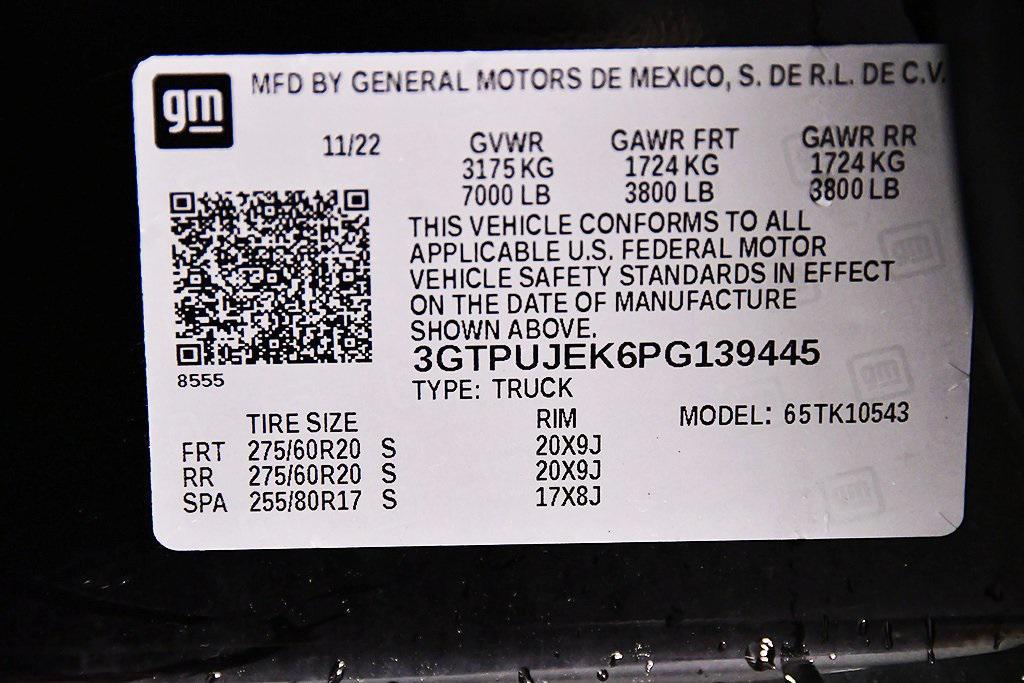 gm
MFD BY GENERAL MOTORS DE MEXICO, S. DE R.L. DE C.V.
11/22 GVWR GAWR FRT GAWR RR
3175 KG 1724 KG 1724 KG
7000 LB 3800 LB 3800 LB
THIS VEHICLE CONFORMS TO ALL
APPLICABLE U.S. FEDERAL MOTOR
VEHICLE SAFETY STANDARDS IN EFFECT
ON THE DATE OF MANUFACTURE
SHOWN ABOVE.
3GTPUJEK6PG139445
8555
TYPE: TRUCK
TIRE SIZE RIM MODEL: 65TK10543
FRT 275/60R20 S 20X9J
RR 275/60R20 S 20X9J
SPA 255/80R17 S 17X8J